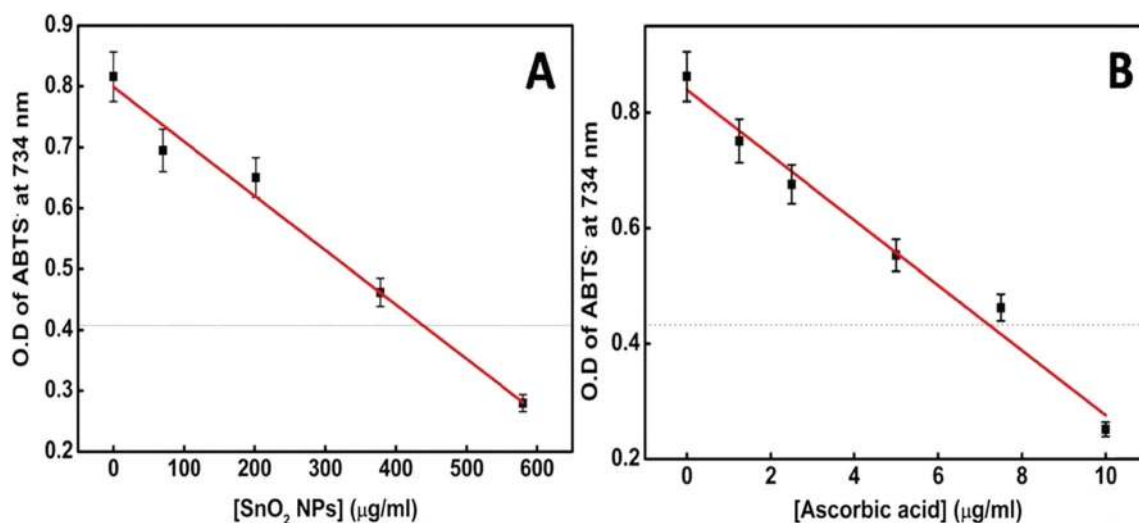 A
O.D of ABTS· at 734 nm
0.9
0.8
0.7
0.6
0.5
0.4
0.3
0.2
0 100 200 300 400 500 600
[SnO₂ NPs] (μg/ml)
B
O.D of ABTS· at 734 nm
0.8
0.6
0.4
0.2
0 2 4 6 8 10
[Ascorbic acid] (μg/ml)